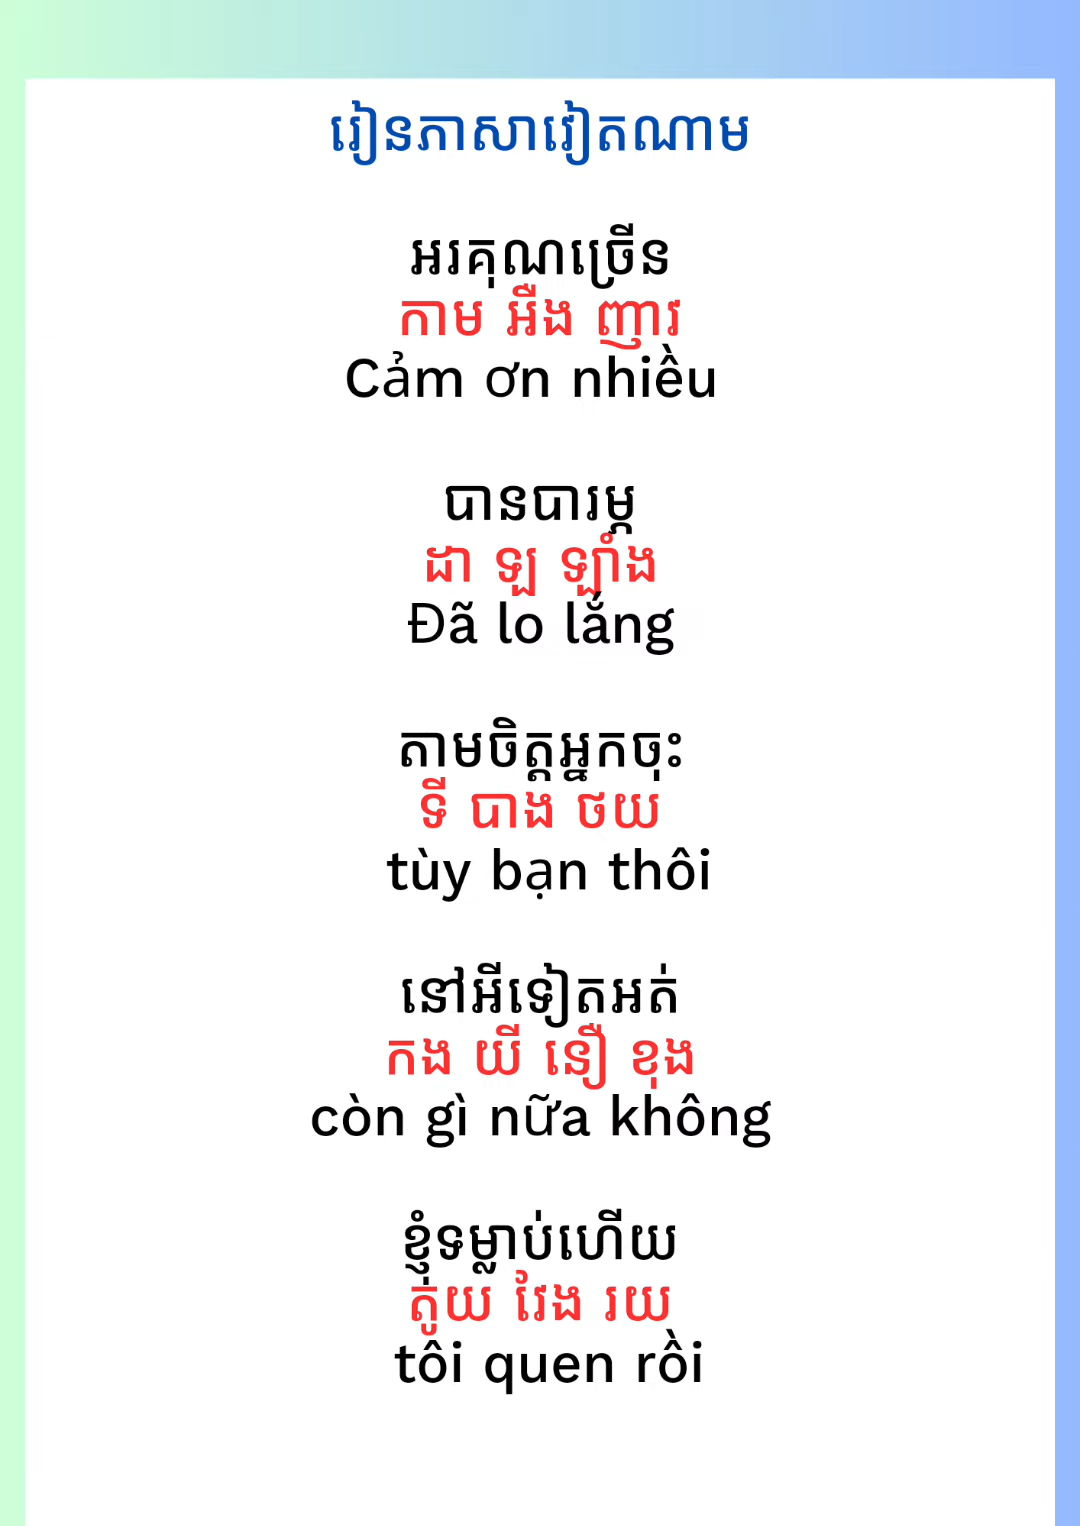 រៀនភាសាវៀតណាម
អរគុណច្រើន
កាម អឺង ញាវ
Cảm ơn nhiều
បានបារម្ភ
ដា ឡ ឡាំង
Đã lo lắng
តាមចិត្តអ្នកចុះ
ទី បាង ថយ
tùy bạn thôi
នៅអីទៀតអត់
កង យី នឿ ខុង
còn gì nữa không
ខ្ញុំទម្លាប់ហើយ
តូយ វែង រយ
tôi quen rồi